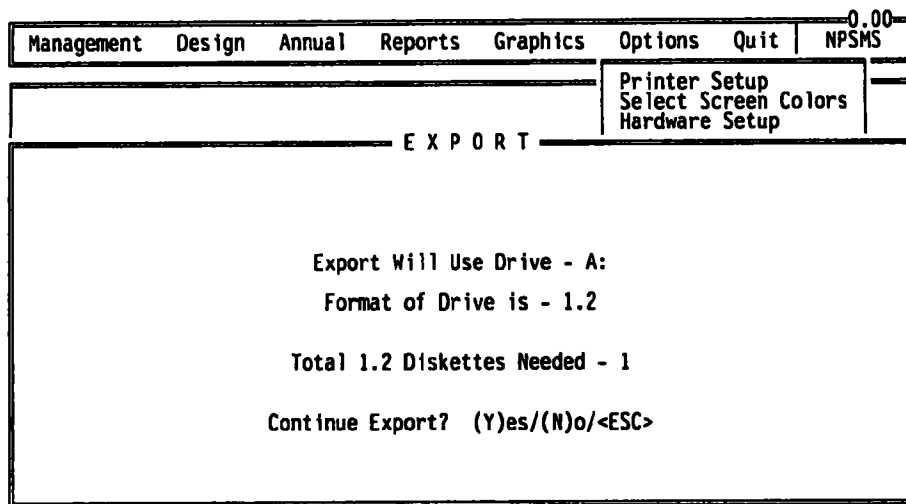 0.00
Management Design Annual Reports Graphics Options Quit NPSMS
Printer Setup
Select Screen Colors
Hardware Setup
E X P O R T
Export Will Use Drive - A:
Format of Drive is - 1.2
Total 1.2 Diskettes Needed - 1
Continue Export? (Y)es/(N)o/<ESC>